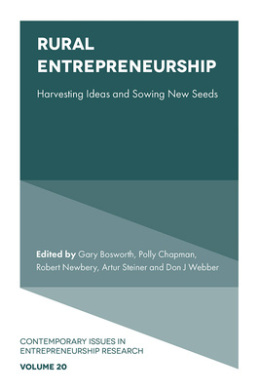 RURAL
ENTREPRENEURSHIP
Harvesting Ideas and Sowing New Seeds
Edited by Gary Bosworth, Polly Chapman,
Robert Newbery, Artur Steiner and Don J Webber
CONTEMPORARY ISSUES IN
ENTREPRENEURSHIP RESEARCH
VOLUME 20